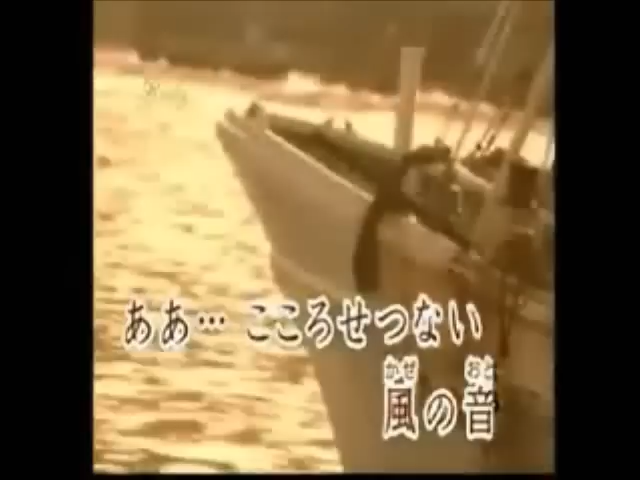 ああ… こころせつない
かぜ おと
風の音